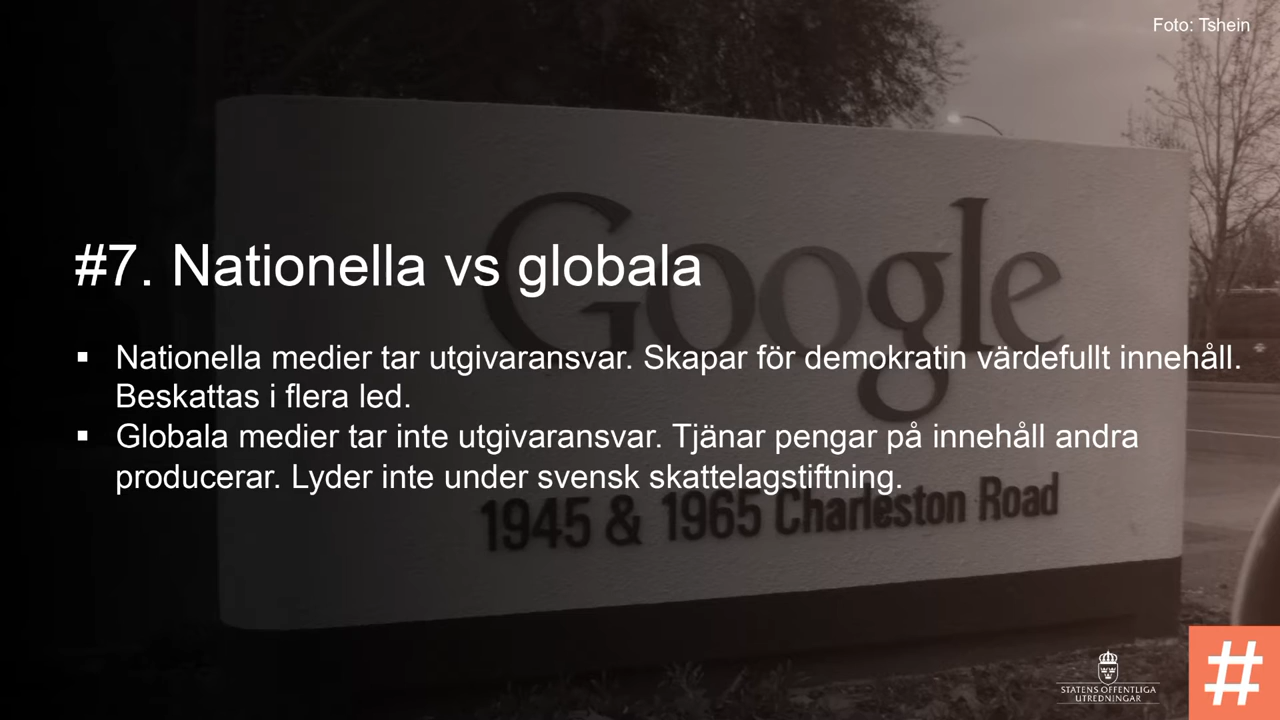 Foto: Tshein
Google
#7. Nationella vs globala
▪ Nationella medier tar utgivaransvar. Skapar för demokratin värdefullt innehåll.
Beskattas i flera led.
▪ Globala medier tar inte utgivaransvar. Tjänar pengar på innehåll andra
producerar. Lyder inte under svensk skattelagstiftning.
1945 & 1965 Charleston Road
STATENS OFFENTLIGA
UTREDNINGAR
#